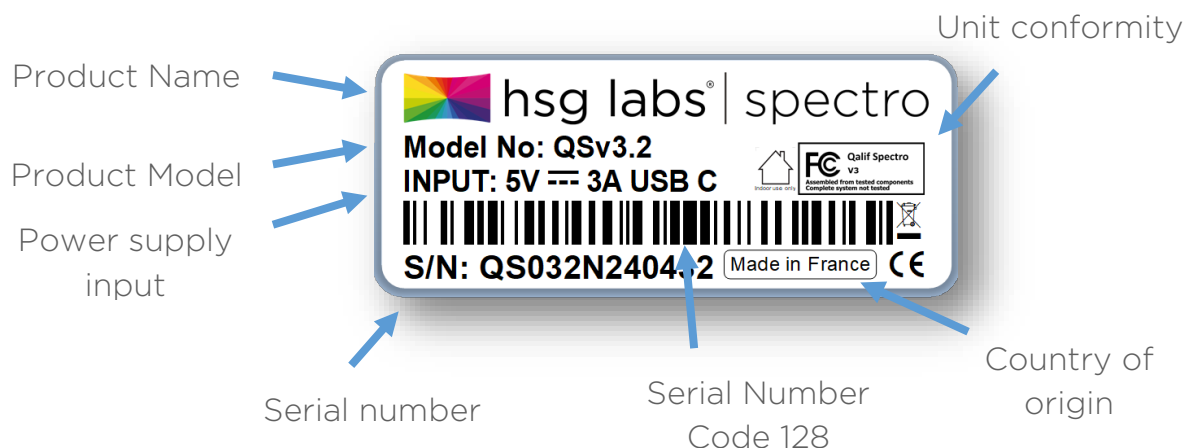 Unit conformity
Product Name
hsg labs® | spectro
Model No: QSv3.2
Product Model
INPUT: 5V 3A USB C
Indoor use only
FC Qalif Spectro
V3
Assembled from tested components
Complete system not tested
Power supply
input
S/N: Made in France CE
Serial number
Serial Number
Code 128
Country of
origin